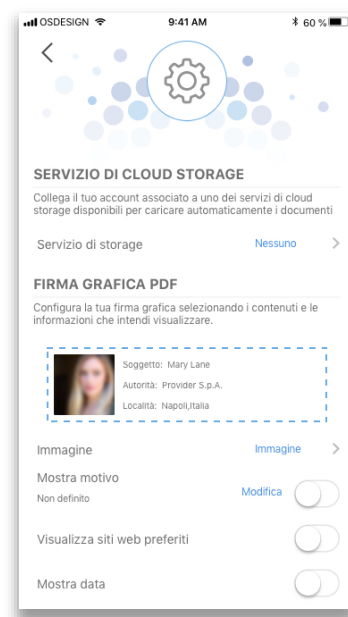 OSDESIGN 9:41 AM 60 %
SERVIZIO DI CLOUD STORAGE
Collega il tuo account associato a uno dei servizi di cloud
storage disponibili per caricare automaticamente i documenti
Servizio di storage Nessuno
FIRMA GRAFICA PDF
Configura la tua firma grafica selezionando i contenuti e le
informazioni che intendi visualizzare.
Soggetto: Mary Lane
Autorità: Provider S.p.A.
Località: Napoli,Italia
Immagine Immagine
Mostra motivo
Non definito Modifica
Visualizza siti web preferiti
Mostra data